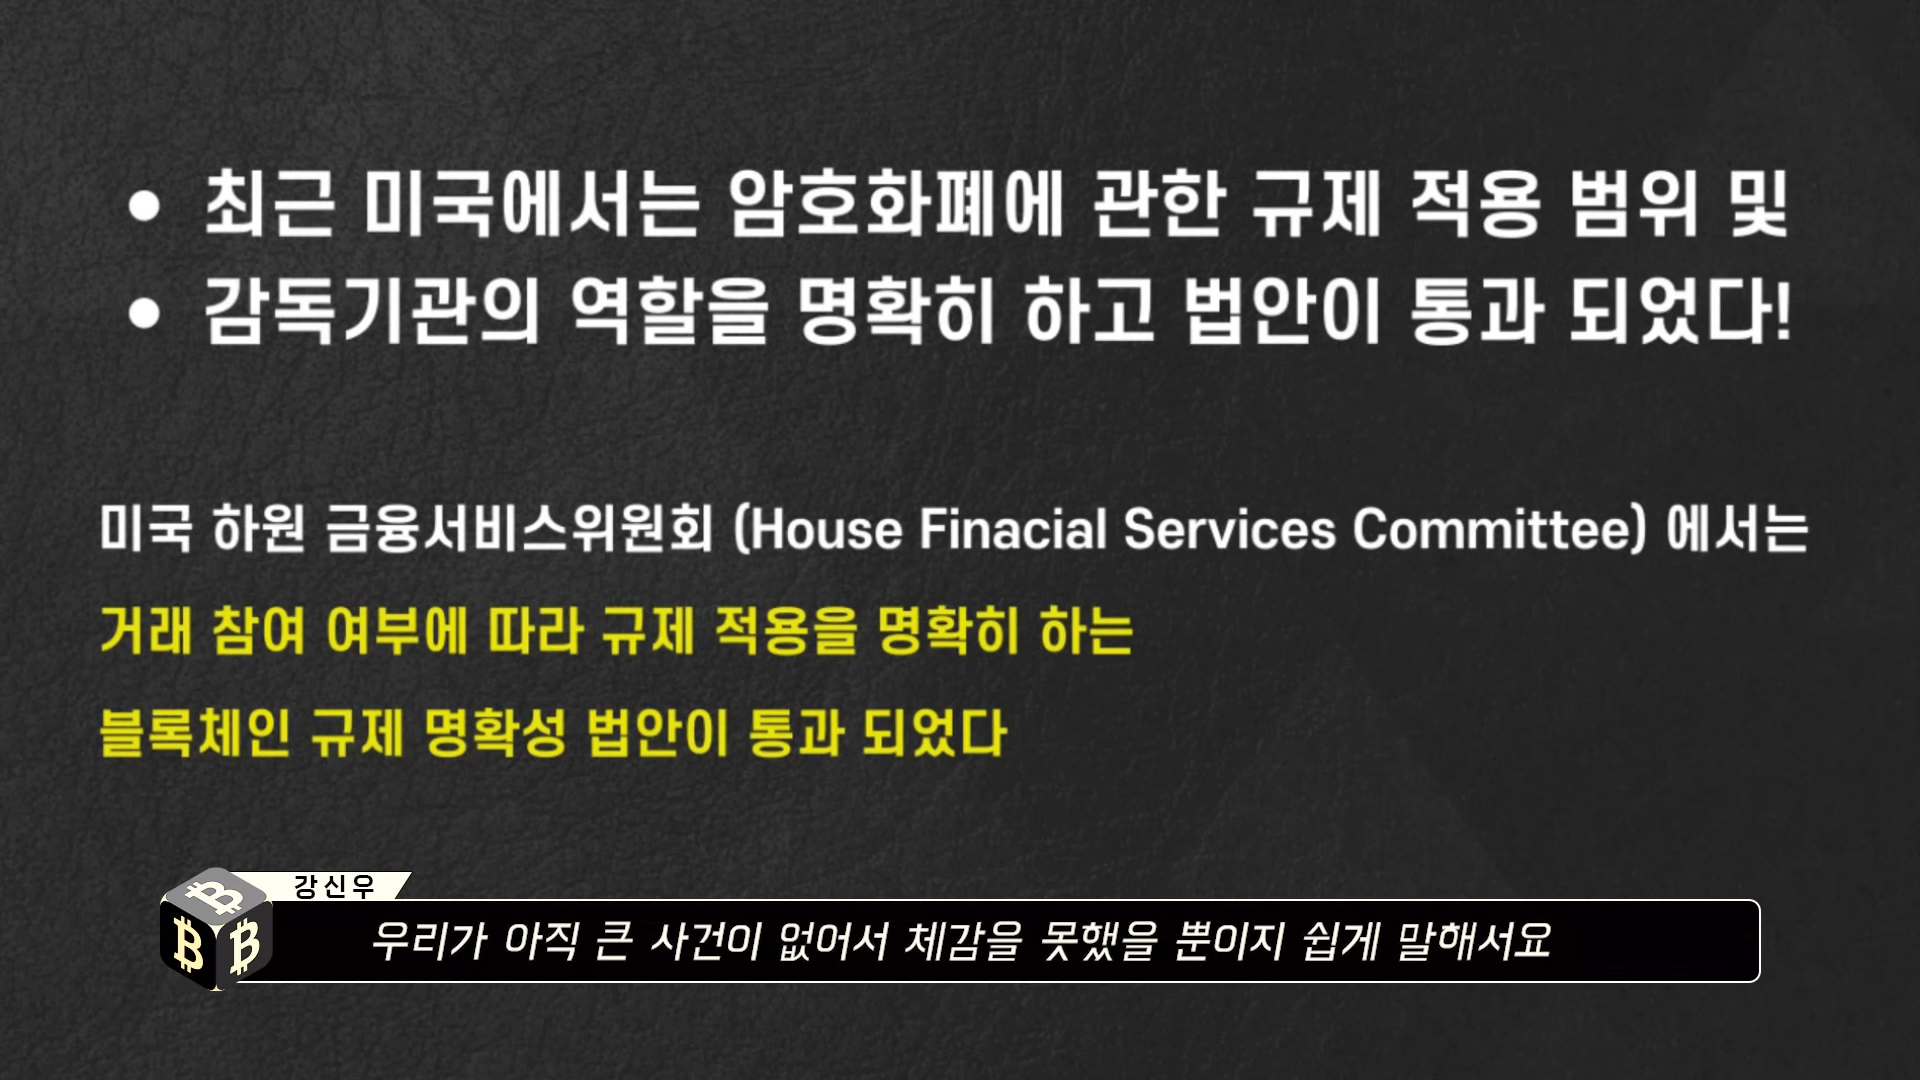 ● 최근 미국에서는 암호화폐에 관한 규제 적용 범위 및
● 감독기관의 역할을 명확히 하고 법안이 통과 되었다!
미국 하원 금융서비스위원회 (House Finacial Services Committee) 에서는
거래 참여 여부에 따라 규제 적용을 명확히 하는
블록체인 규제 명확성 법안이 통과 되었다
강신우
우리가 아직 큰 사건이 없어서 체감을 못했을 뿐이지 쉽게 말해서요